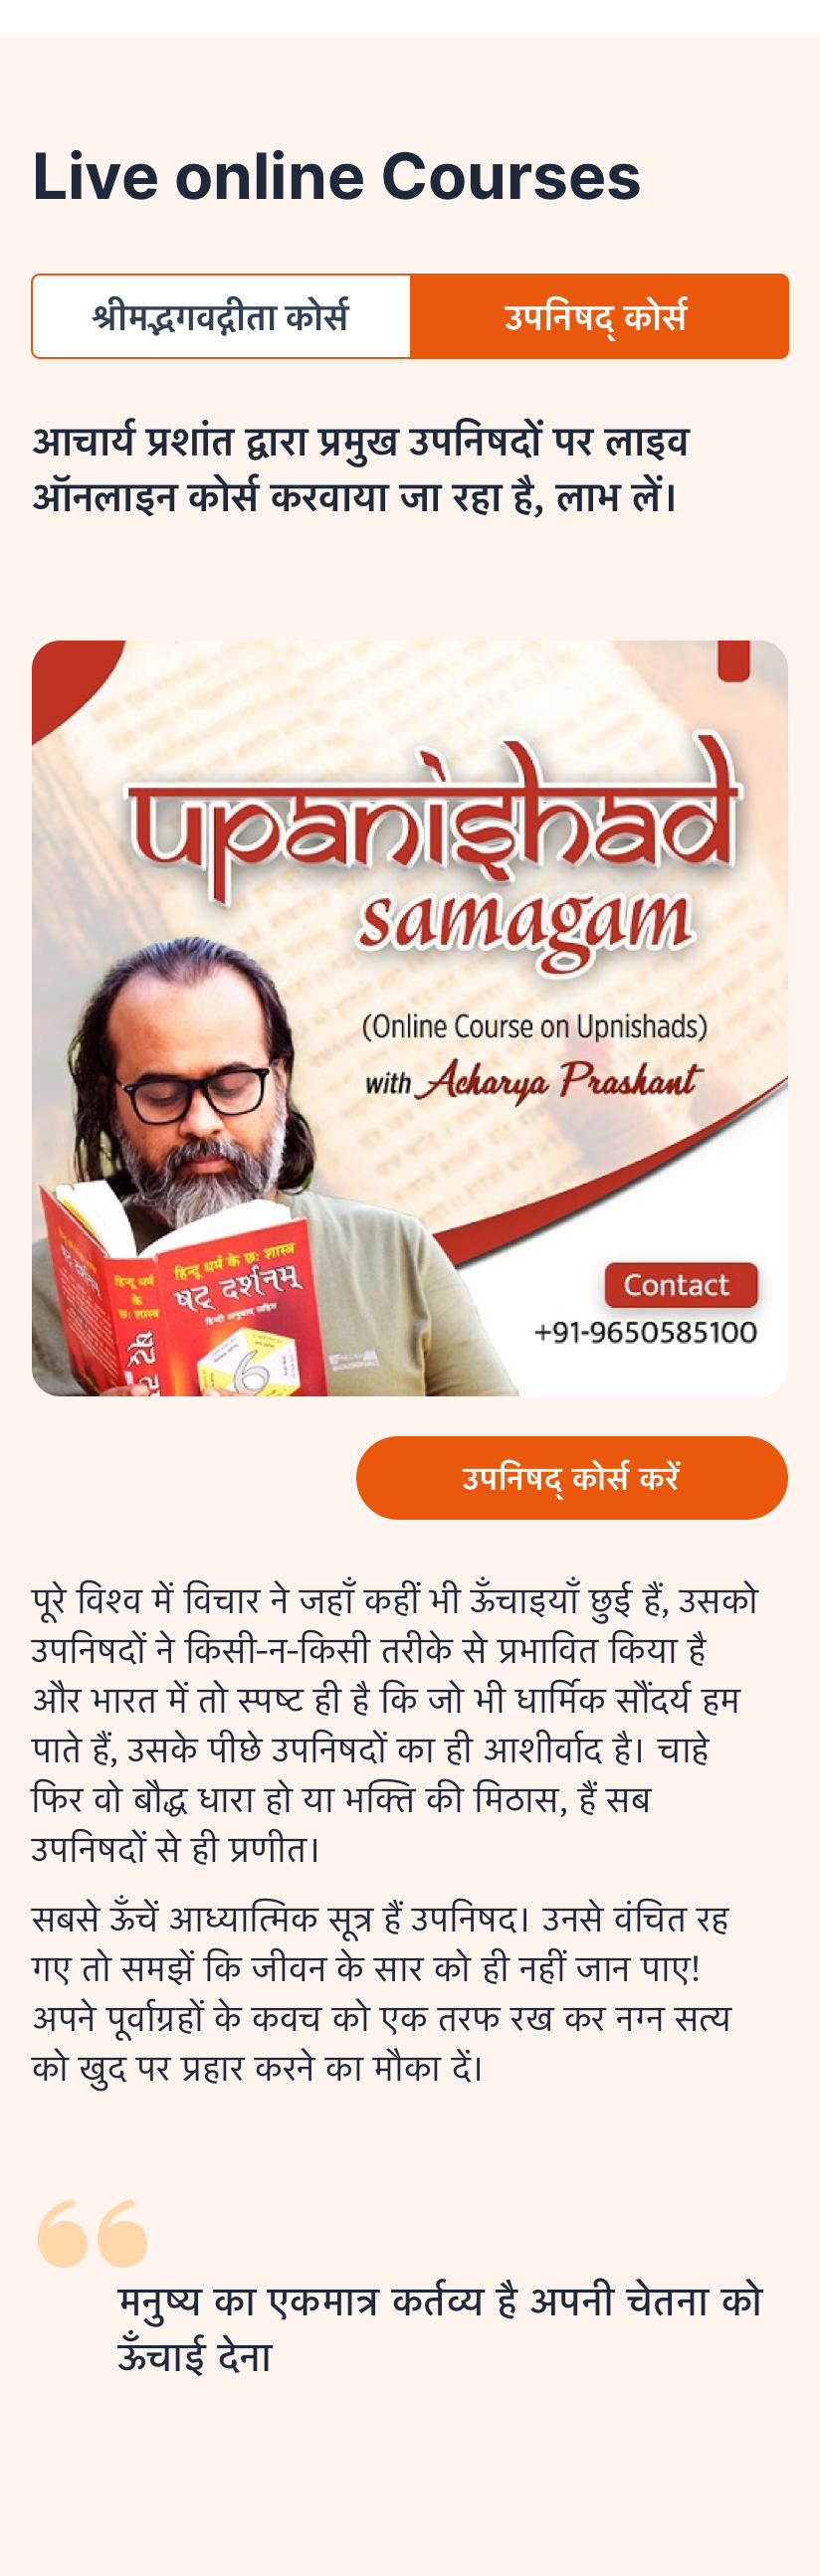 Live online Courses
श्रीमद्भगवद्गीता कोर्स
उपनिषद् कोर्स
आचार्य प्रशांत द्वारा प्रमुख उपनिषदों पर लाइव
ऑनलाइन कोर्स करवाया जा रहा है, लाभ लें।
upanishad
samagam
(Online Course on Upnishads)
with Acharya Prashant
हिन्दू धर्म के छः शास्त्र
षट् दर्शनम्
हिन्दी अनुवाद सहित
6
हिन्दू धर्म
के
छः शास्त्र
Contact
+91-9650585100
उपनिषद् कोर्स करें
पूरे विश्व में विचार ने जहाँ कहीं भी ऊँचाइयाँ छुई हैं, उसको
उपनिषदों ने किसी-न-किसी तरीके से प्रभावित किया है
और भारत में तो स्पष्ट ही है कि जो भी धार्मिक सौंदर्य हम
पाते हैं, उसके पीछे उपनिषदों का ही आशीर्वाद है। चाहे
फिर वो बौद्ध धारा हो या भक्ति की मिठास, हैं सब
उपनिषदों से ही प्रणीत।
सबसे ऊँचें आध्यात्मिक सूत्र हैं उपनिषद। उनसे वंचित रह
गए तो समझें कि जीवन के सार को ही नहीं जान पाए!
अपने पूर्वाग्रहों के कवच को एक तरफ रख कर नग्न सत्य
को खुद पर प्रहार करने का मौका दें।
मनुष्य का एकमात्र कर्तव्य है अपनी चेतना को
ऊँचाई देना